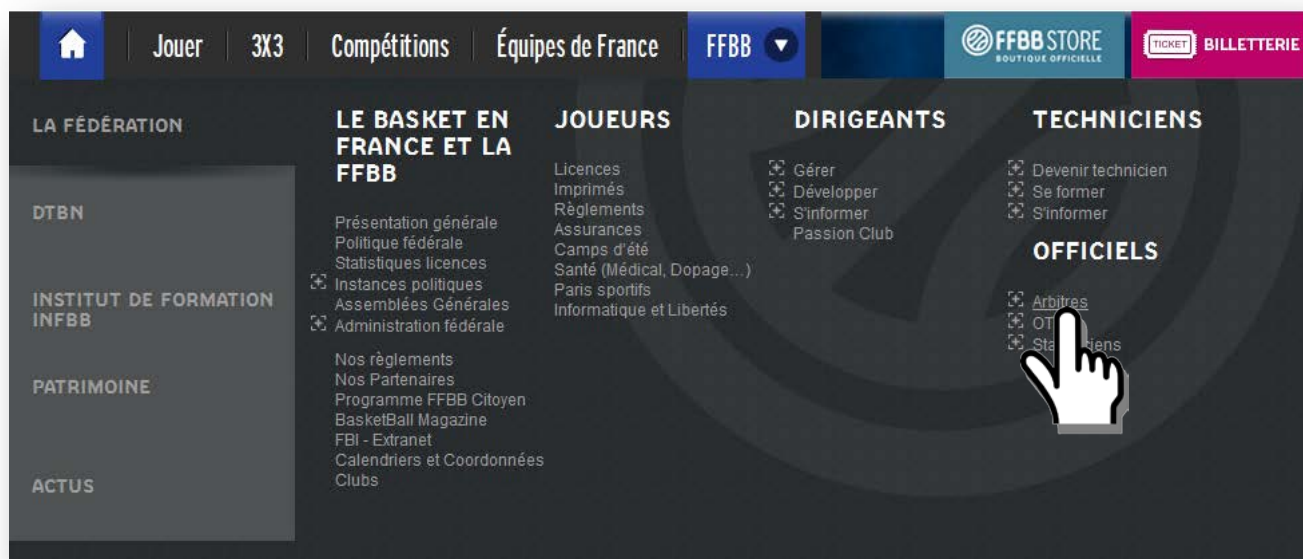 Jouer
3X3
Compétitions
Équipes de France
FFBB
FFBB STORE
BOUTIQUE OFFICIELLE
TICKET
BILLETTERIE
LA FÉDÉRATION
DTBN
INSTITUT DE FORMATION
INFBB
PATRIMOINE
ACTUS
LE BASKET EN
FRANCE ET LA
FFBB
Présentation générale
Politique fédérale
Statistiques licences
Instances politiques
Assemblées Générales
Administration fédérale
Nos règlements
Nos Partenaires
Programme FFBB Citoyen
BasketBall Magazine
FBI - Extranet
Calendriers et Coordonnées
Clubs
JOUEURS
Licences
Imprimés
Règlements
Assurances
Camps d'été
Santé (Médical, Dopage...)
Paris sportifs
Informatique et Libertés
DIRIGEANTS
Gérer
Développer
S'informer
Passion Club
TECHNICIENS
Devenir technicien
Se former
S'informer
OFFICIELS
Arbitres